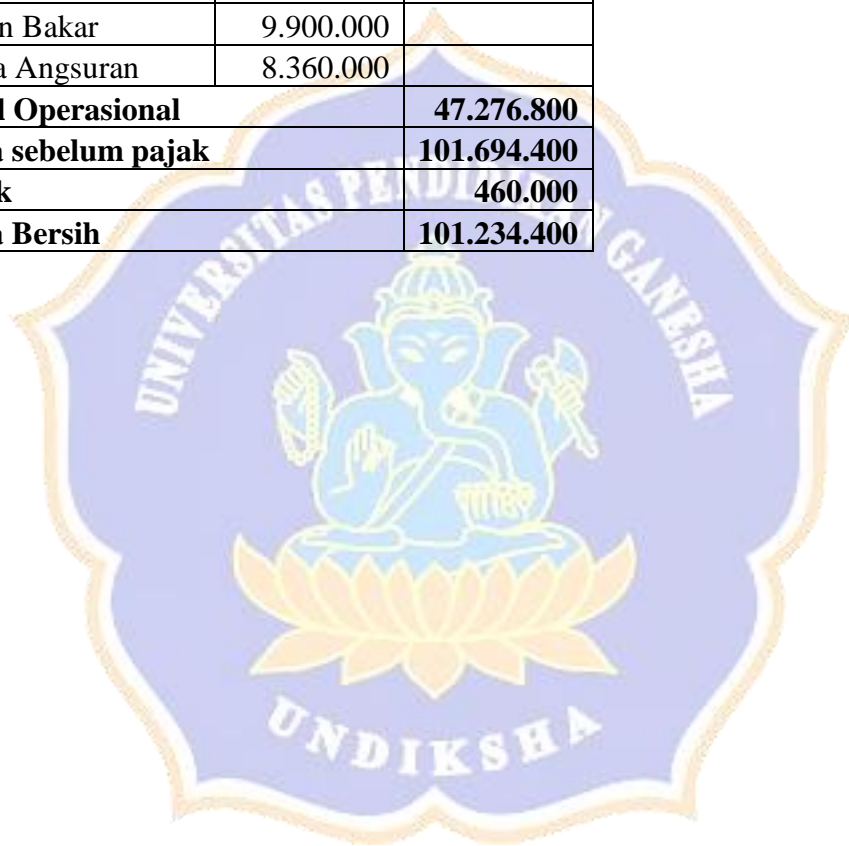 n Bakar 9.900.000
a Angsuran 8.360.000
l Operasional 47.276.800
a sebelum pajak 101.694.400
k 460.000
a Bersih 101.234.400
UNIVERSITAS PENDIDIKAN GANESHA
UNDIKSHA